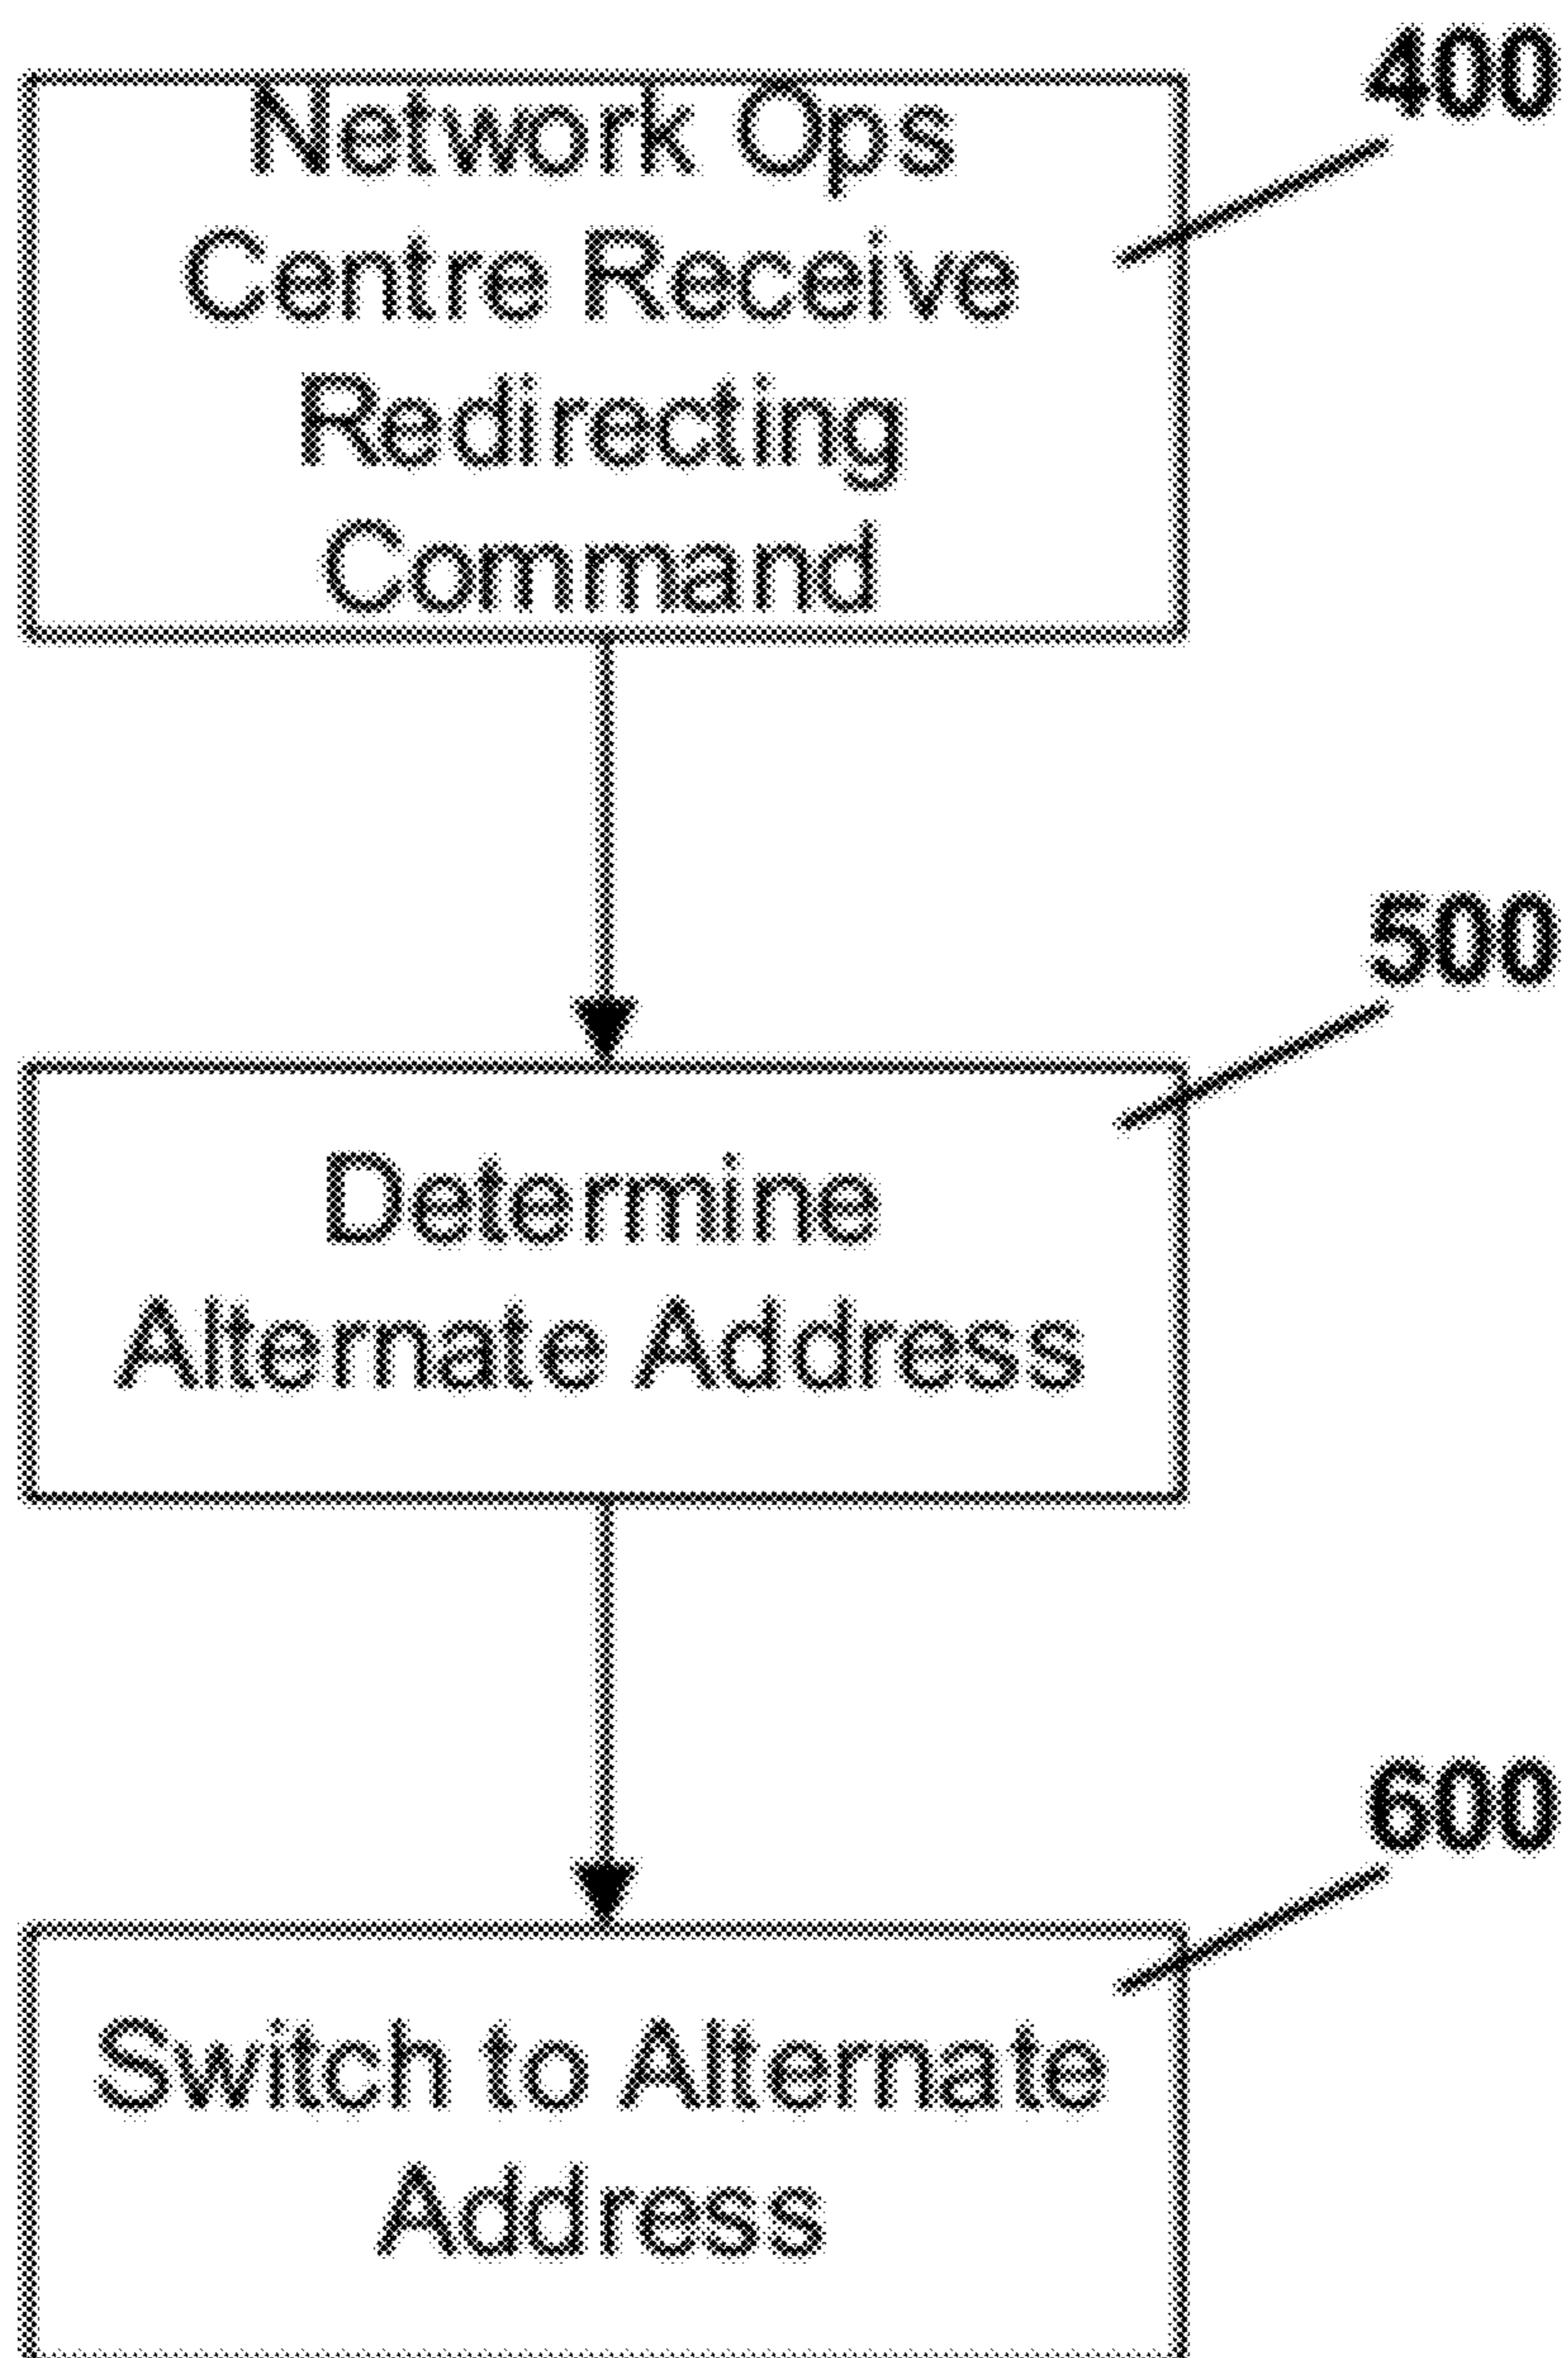 400
Network Ops
Centre Receive
Redirecting
Command
500
Determine
Alternate Address
600
Switch to Alternate
Address